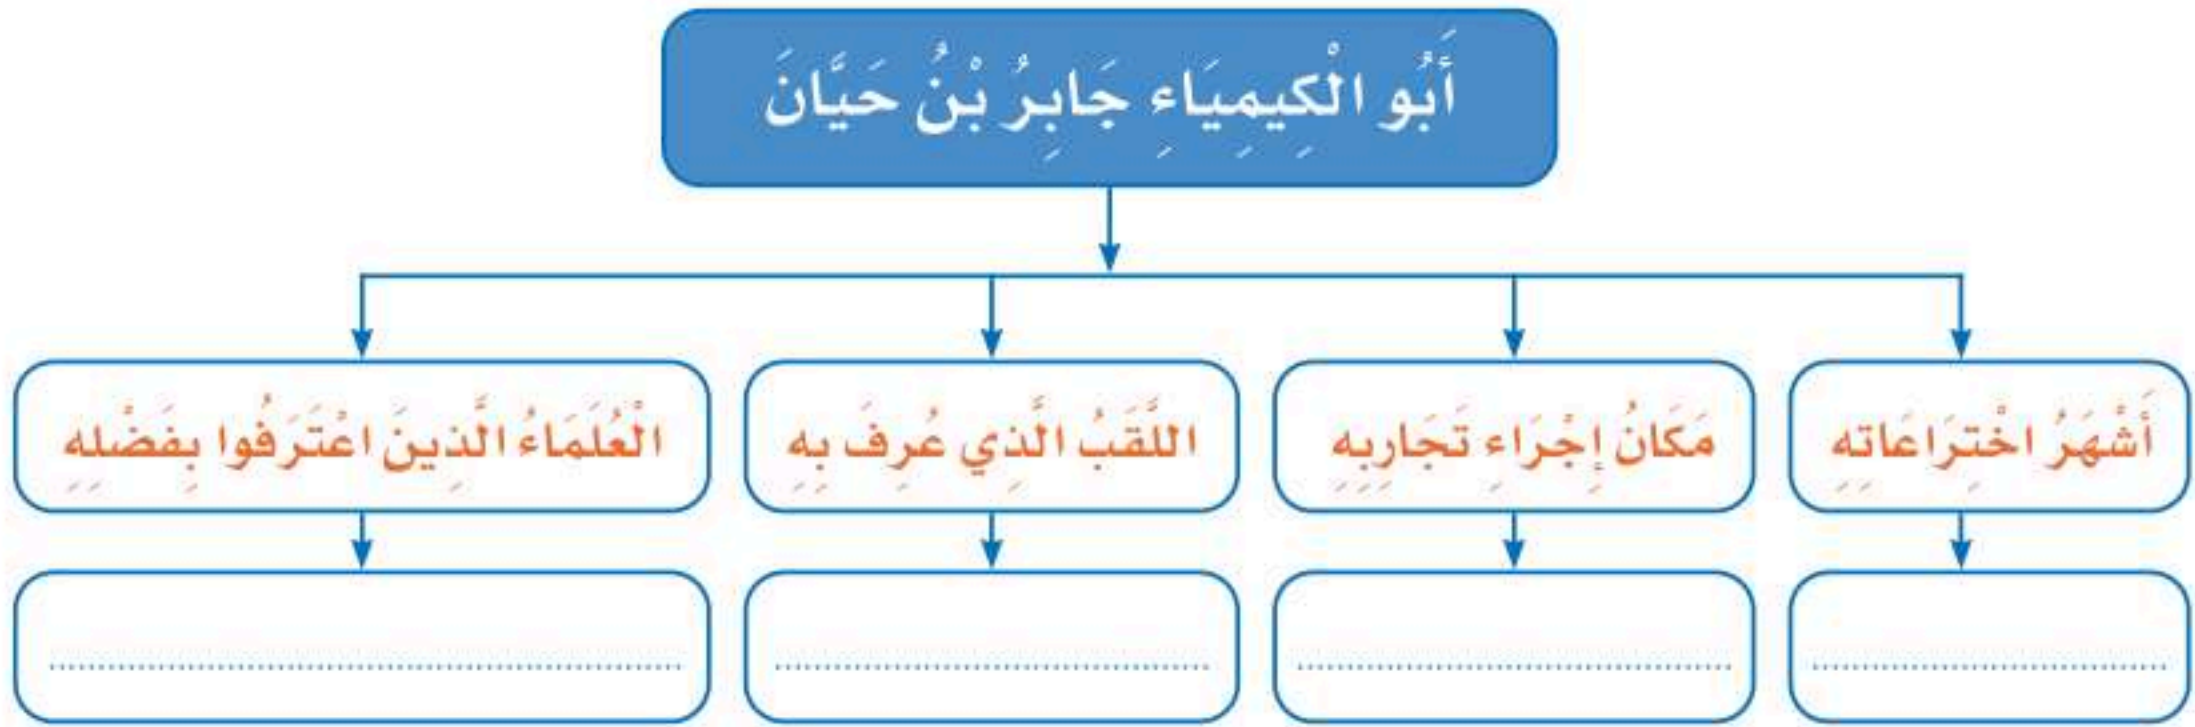 أَبُو الْكِيمِيَاءِ جَابِرُ بْنُ حَيَّانَ
أَشْهَرُ اخْتِرَاعَاتِهِ
مَكَانُ إِجْرَاءِ تَجَارِبِهِ
اللَّقَبُ الَّذِي عُرِفَ بِهِ
الْعُلَمَاءُ الَّذِينَ اعْتَرَفُوا بِفَضْلِهِ